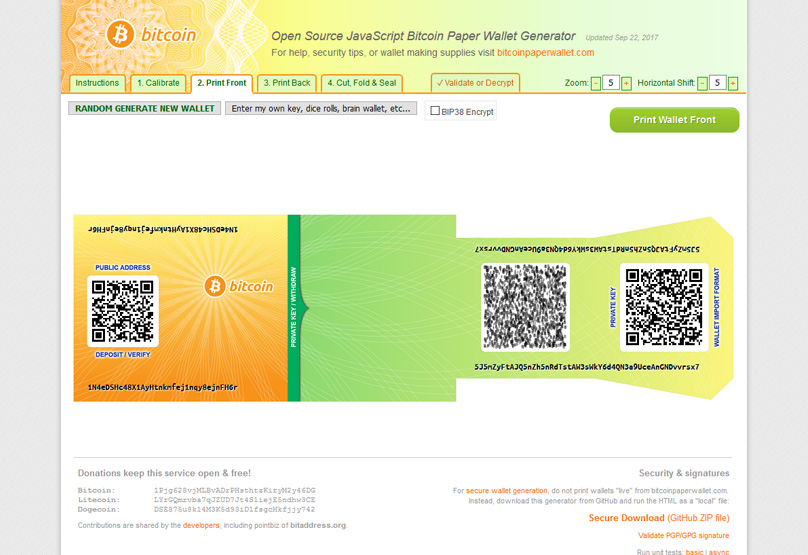 bitcoin
Open Source JavaScript Bitcoin Paper Wallet Generator Updated Sep 22, 2017
For help, security tips, or wallet making supplies visit bitcoinpaperwallet.com
Instructions 1. Calibrate 2. Print Front 3. Print Back 4. Cut, Fold & Seal ✓Validate or Decrypt Zoom: - 5 + Horizontal Shift: - 5 +
RANDOM GENERATE NEW WALLET Enter my own key, dice rolls, brain wallet, etc... BIP38 Encrypt
Print Wallet Front
PUBLIC ADDRESS
bitcoin
DEPOSIT / VERIFY
PRIVATE KEY / WITHDRAW
PRIVATE KEY
WALLET IMPORT FORMAT
Donations keep this service open & free!
Bitcoin:
Litecoin:
Dogecoin:
Contributions are shared by the developers, including pointbiz of bitaddress.org.
Security & signatures
For secure wallet generation, do not print wallets "live" from bitcoinpaperwallet.com.
Instead, download this generator from GitHub and run the HTML as a "local" file:
Secure Download (GitHub ZIP file)
Validate PGP/GPG signature
Run unit tests: basic | async